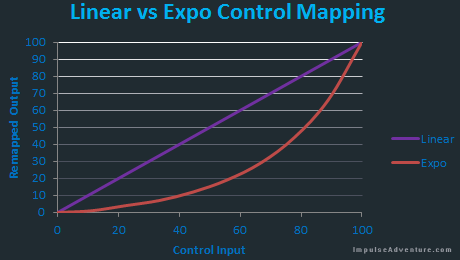 Linear vs Expo Control Mapping
100
90
80
70
60
50
40
30
20
10
0
Remapped Output
0 20 40 60 80 100
Control Input
Linear
Expo
ImpulseAdventure.com